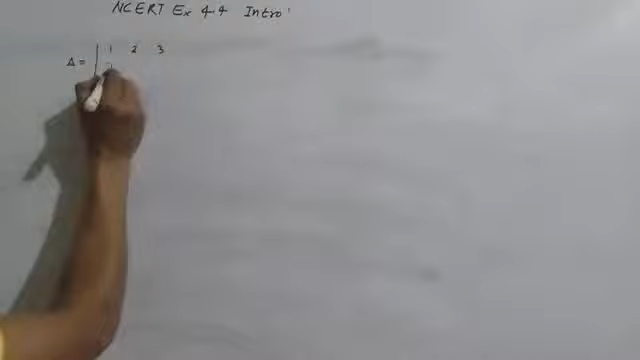 NCERT Ex 4.4 Intro'
Δ = | 1 2 3